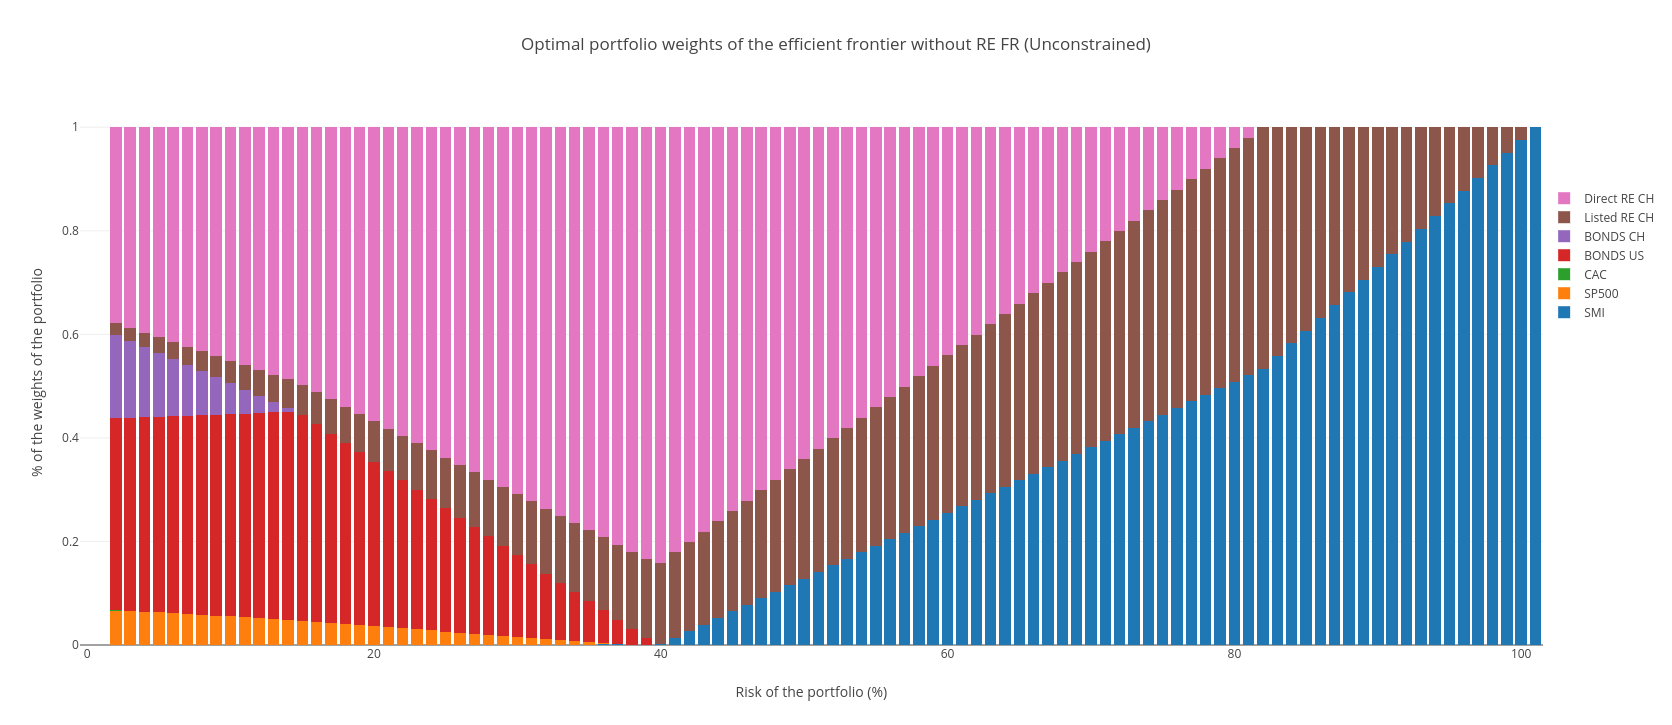 Optimal portfolio weights of the efficient frontier without RE FR (Unconstrained)
% of the weights of the portfolio
1
0.8
0.6
0.4
0.2
0
0 20 40 60 80 100
Risk of the portfolio (%)
Direct RE CH
Listed RE CH
BONDS CH
BONDS US
CAC
SP500
SMI